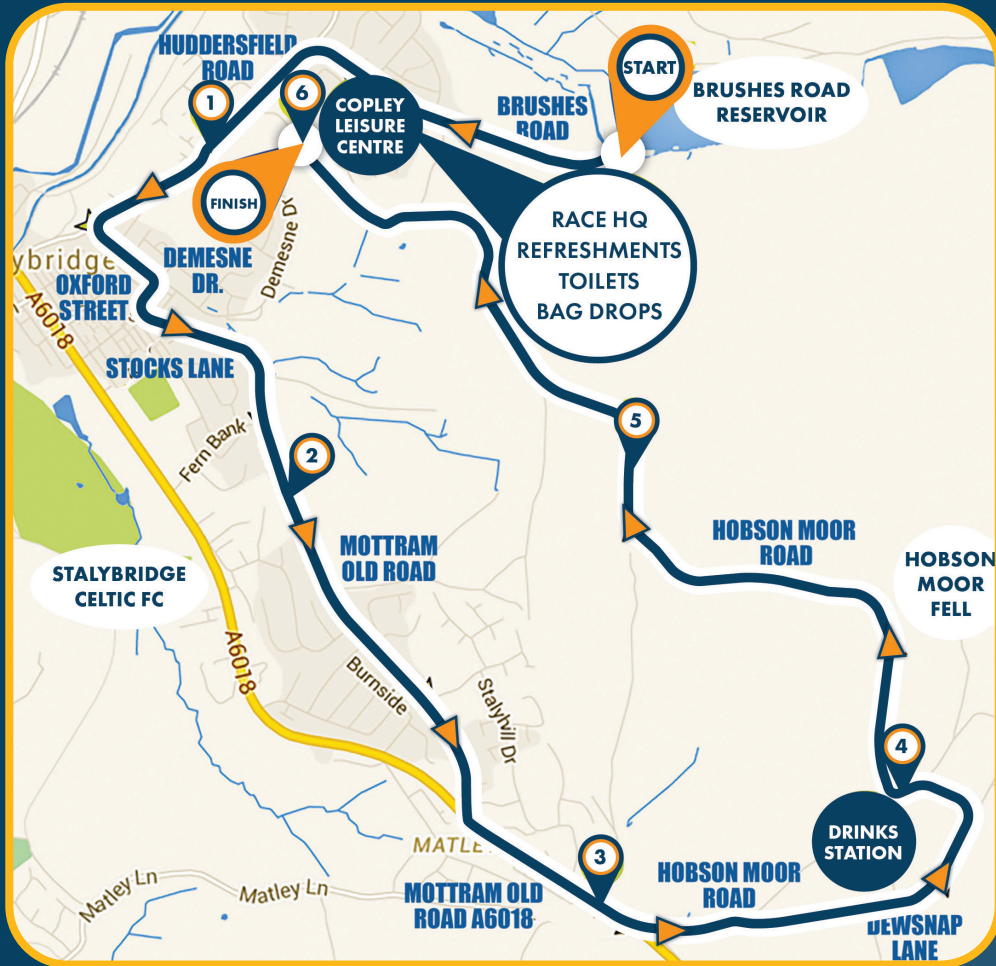 HUDDERSFIELD
ROAD
1
6
COPLEY
LEISURE
CENTRE
START
BRUSHES ROAD
RESERVOIR
BRUSHES
ROAD
FINISH
RACE HQ
REFRESHMENTS
TOILETS
BAG DROPS
DEMESNE
DR.
Demesne Dr
ybridge
OXFORD
STREET
A6018
STOCKS LANE
Fern Bank
2
5
MOTTRAM
OLD ROAD
HOBSON MOOR
ROAD
HOBSON
MOOR
FELL
STALYBRIDGE
CELTIC FC
A6018
Burnside
Stalyhill Dr
4
DRINKS
STATION
MATLE
3
HOBSON MOOR
ROAD
Matley Ln
Matley Ln
MOTTRAM OLD
ROAD A6018
DEWSNAP
LANE